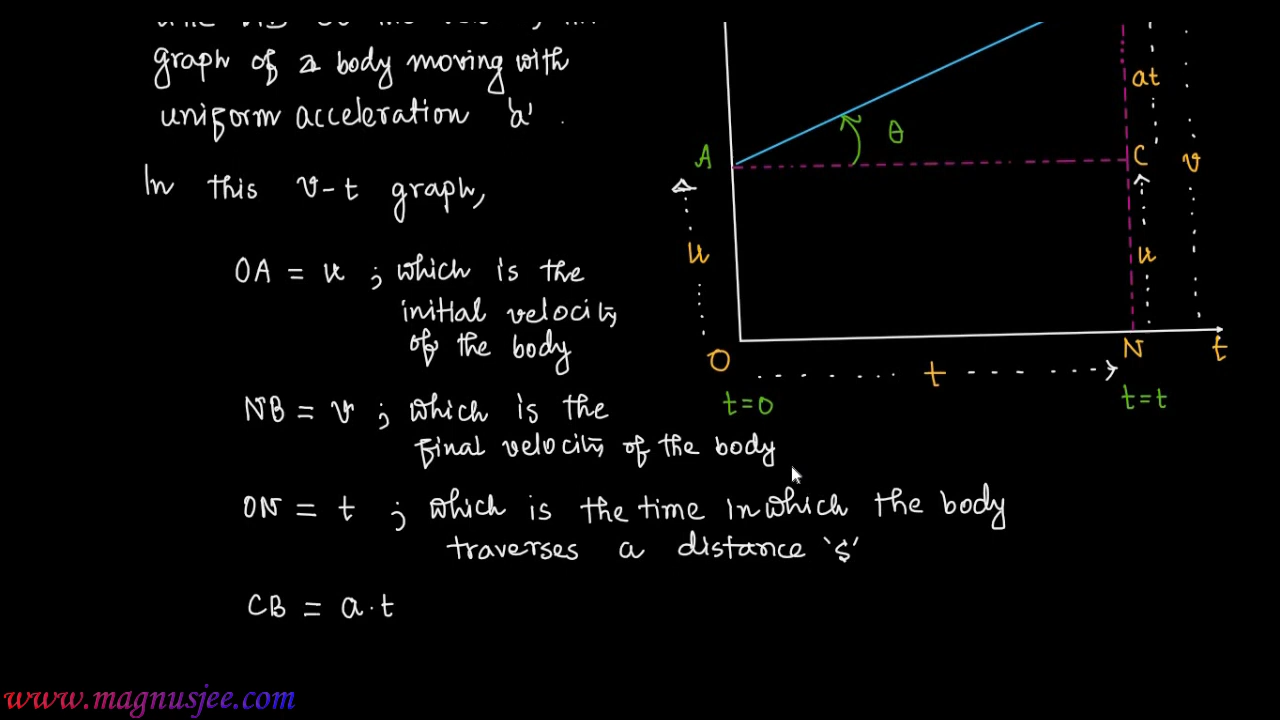 graph of a body moving with
uniform acceleration 'a'.
In this v-t graph,
OA = u ; which is the
initial velocity
of the body
NB = v ; which is the
final velocity of the body
ON = t ; which is the time in which the body
traverses a distance 's'
CB = a.t
at
θ
A
C
v
u
u
O
N
t
t
t=0
t=t
www.magnusjee.com